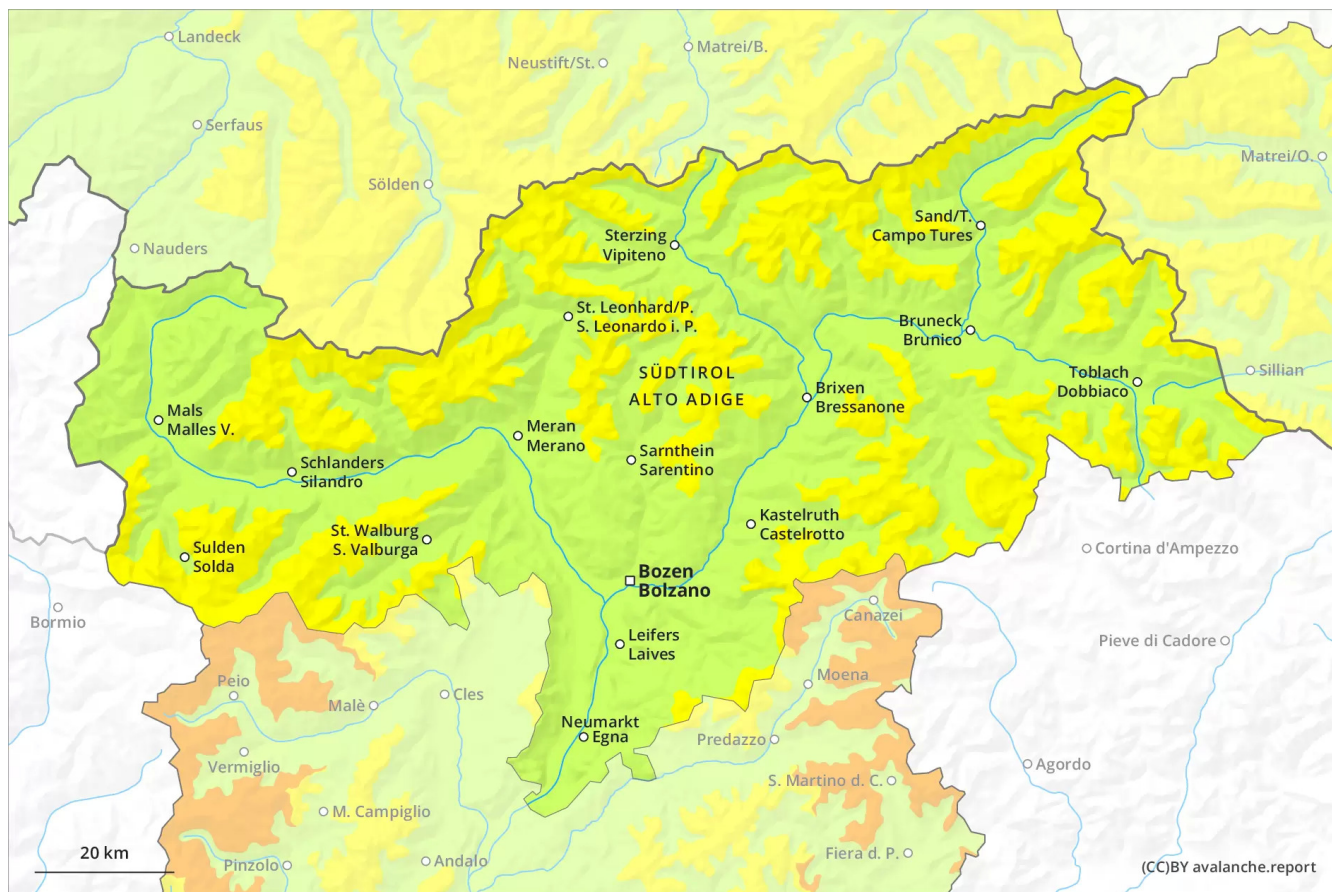 Landeck
Matrei/B.
Neustift/St.
Serfaus
Matrei/O.
Sölden
Sand/T.
Campo Tures
Sterzing
Vipiteno
Nauders
St. Leonhard/P.
S. Leonardo i. P.
Bruneck
Brunico
SÜDTIROL
ALTO ADIGE
Toblach
Dobbiaco
Sillian
Brixen
Bressanone
Mals
Malles V.
Meran
Merano
Sarnthein
Sarentino
Schlanders
Silandro
Kastelruth
Castelrotto
St. Walburg
S. Valburga
Sulden
Solda
Cortina d'Ampezzo
Bozen
Bolzano
Bormio
Canazei
Leifers
Laives
Pieve di Cadore
Peio
Moena
Cles
Malè
Neumarkt
Egna
Predazzo
Vermiglio
Agordo
S. Martino d. C.
M. Campiglio
20 km
Andalo
Fiera d. P.
Pinzolo
(CC)BY avalanche.report